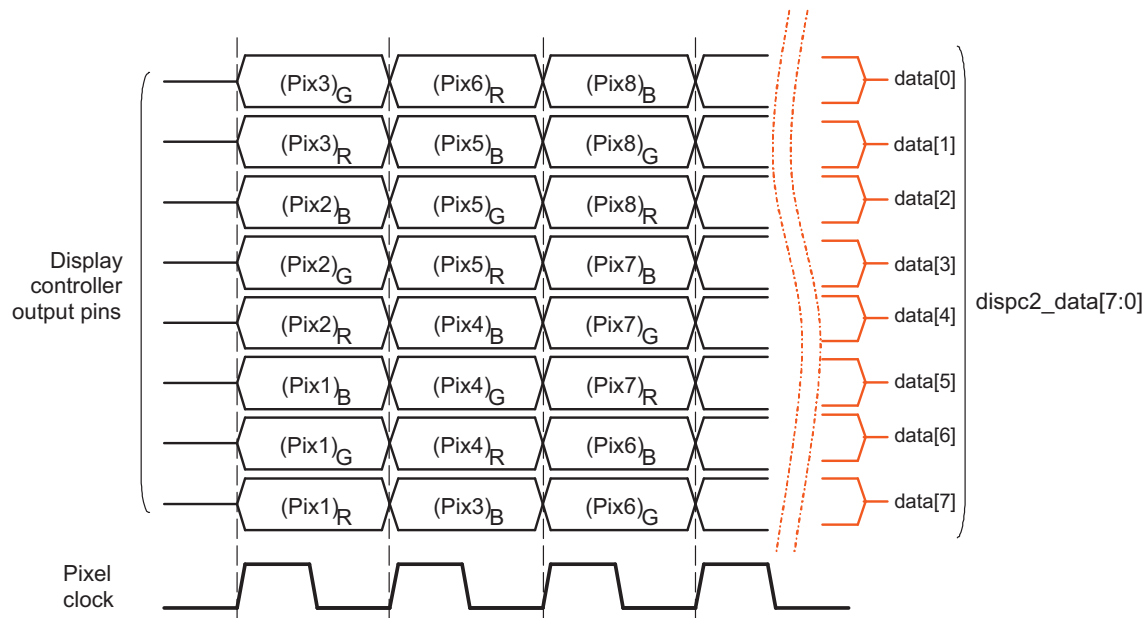 (Pix3)G (Pix6)R (Pix8)B data[0]
(Pix3)R (Pix5)B (Pix8)G data[1]
(Pix2)B (Pix5)G (Pix8)R data[2]
(Pix2)G (Pix5)R (Pix7)B data[3]
(Pix2)R (Pix4)B (Pix7)G data[4]
(Pix1)B (Pix4)G (Pix7)R data[5]
(Pix1)G (Pix4)R (Pix6)B data[6]
(Pix1)R (Pix3)B (Pix6)G data[7]
Display
controller
output pins
dispc2_data[7:0]
Pixel
clock